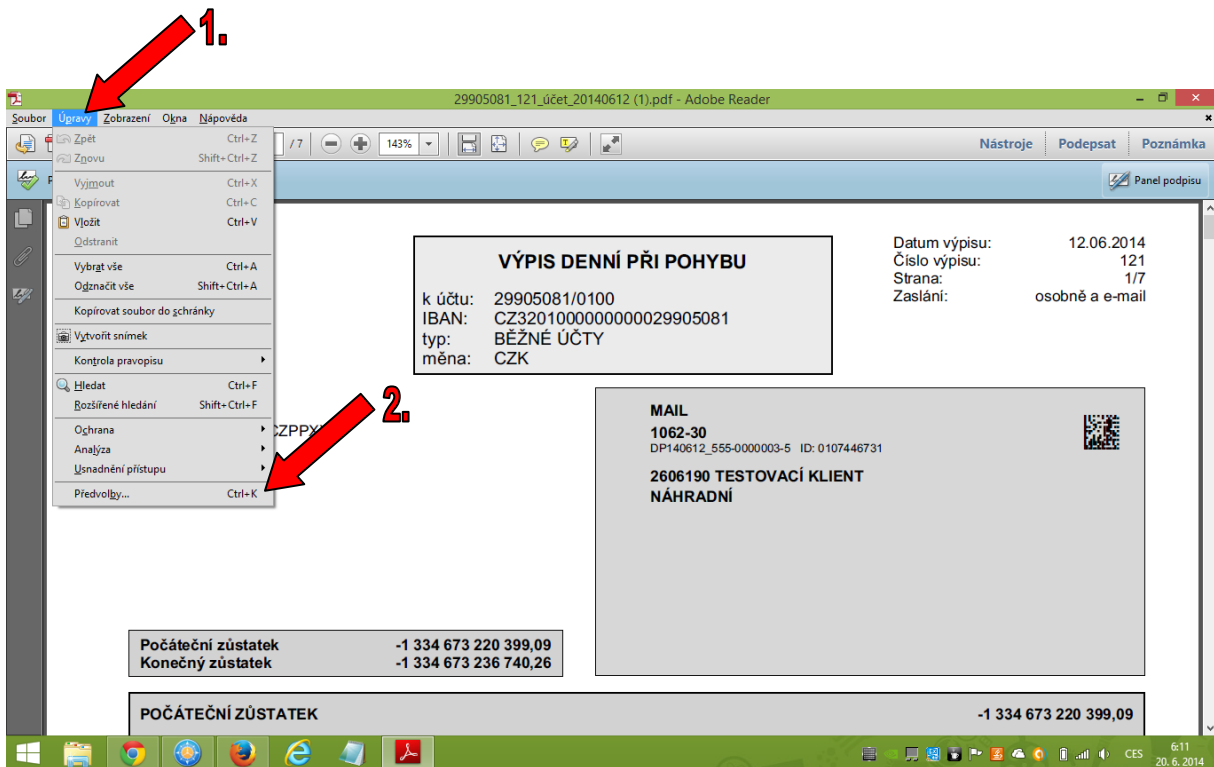 1.
29905081_121_účet_20140612 (1).pdf - Adobe Reader
Soubor Úpravy Zobrazení Okna Nápověda
/ 7 143% Nástroje Podepsat Poznámka
Panel podpisu
Zpět Ctrl+Z
Znovu Shift+Ctrl+Z
Vyjmout Ctrl+X
Kopírovat Ctrl+C
Vložit Ctrl+V
Odstranit
Vybrat vše Ctrl+A
Odznačit vše Shift+Ctrl+A
Kopírovat soubor do schránky
Vytvořit snímek
Kontrola pravopisu
Hledat Ctrl+F
Rozšířené hledání Shift+Ctrl+F
Ochrana
Analýza
Usnadnění přístupu
Předvolby... Ctrl+K
2.
VÝPIS DENNÍ PŘI POHYBU
k účtu: 29905081/0100
IBAN: CZ3201000000000029905081
typ: BĚŽNÉ ÚČTY
měna: CZK
Datum výpisu: 12.06.2014
Číslo výpisu: 121
Strana: 1/7
Zaslání: osobně a e-mail
MAIL
1062-30
DP140612_555-0000003-5 ID: 0107446731
2606190 TESTOVACÍ KLIENT
NÁHRADNÍ
Počáteční zůstatek -1 334 673 220 399,09
Konečný zůstatek -1 334 673 236 740,26
POČÁTEČNÍ ZŮSTATEK -1 334 673 220 399,09
CES 6:11
20. 6. 2014